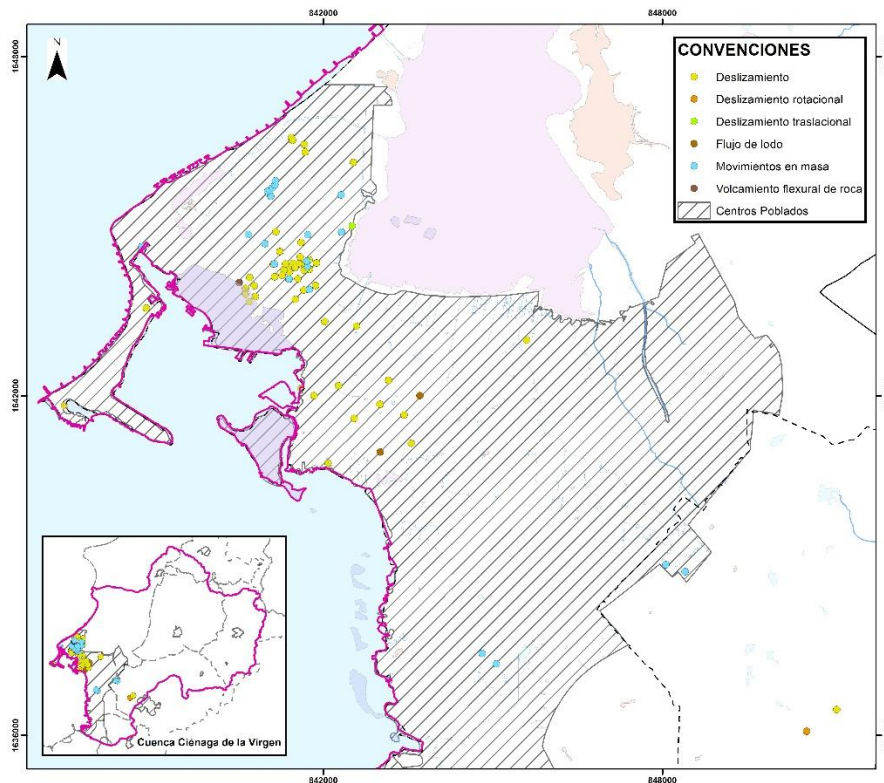 842000
848000
1648000
N
CONVENCIONES
Deslizamiento
Deslizamiento rotacional
Deslizamiento traslacional
Flujo de lodo
Movimientos en masa
Volcamiento flexural de roca
Centros Poblados
1642000
1636000
Cuenca Ciénaga de la Virgen
842000
848000